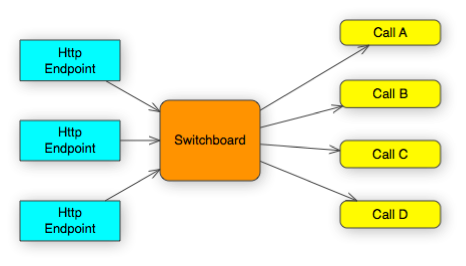 Http
Endpoint
Http
Endpoint
Http
Endpoint
Switchboard
Call A
Call B
Call C
Call D